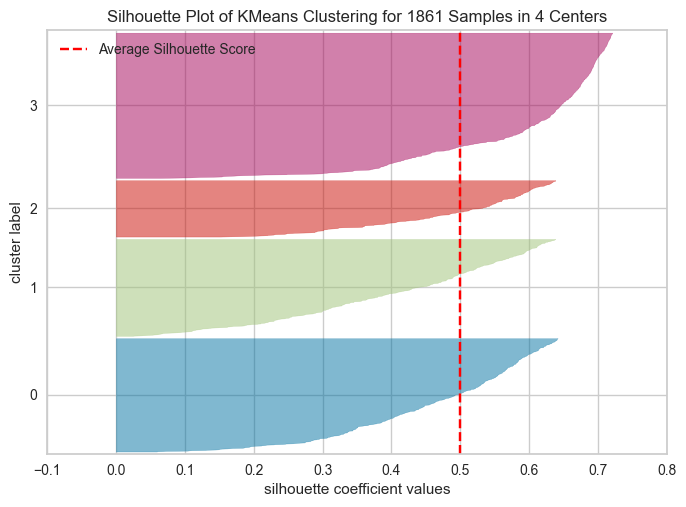 Silhouette Plot of KMeans Clustering for 1861 Samples in 4 Centers
Average Silhouette Score
3
2
1
0
cluster label
−0.1 0.0 0.1 0.2 0.3 0.4 0.5 0.6 0.7 0.8
silhouette coefficient values